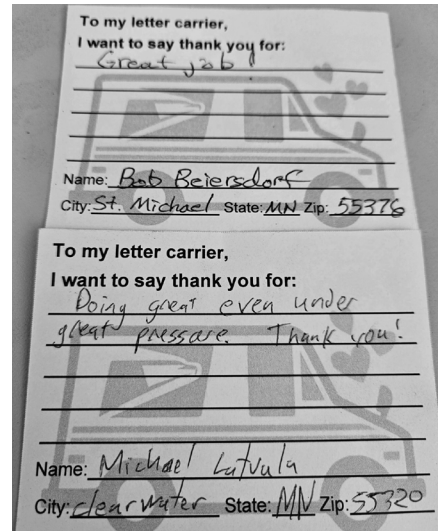 To my letter carrier,
I want to say thank you for:
Great job!
Name: Bob Beiersdorf
City: St. Michael State: MN Zip: 55376
To my letter carrier,
I want to say thank you for:
Doing great even under
great pressure. Thank you!
Name: Michael Latvala
City: clearwater State: MN Zip: 55320